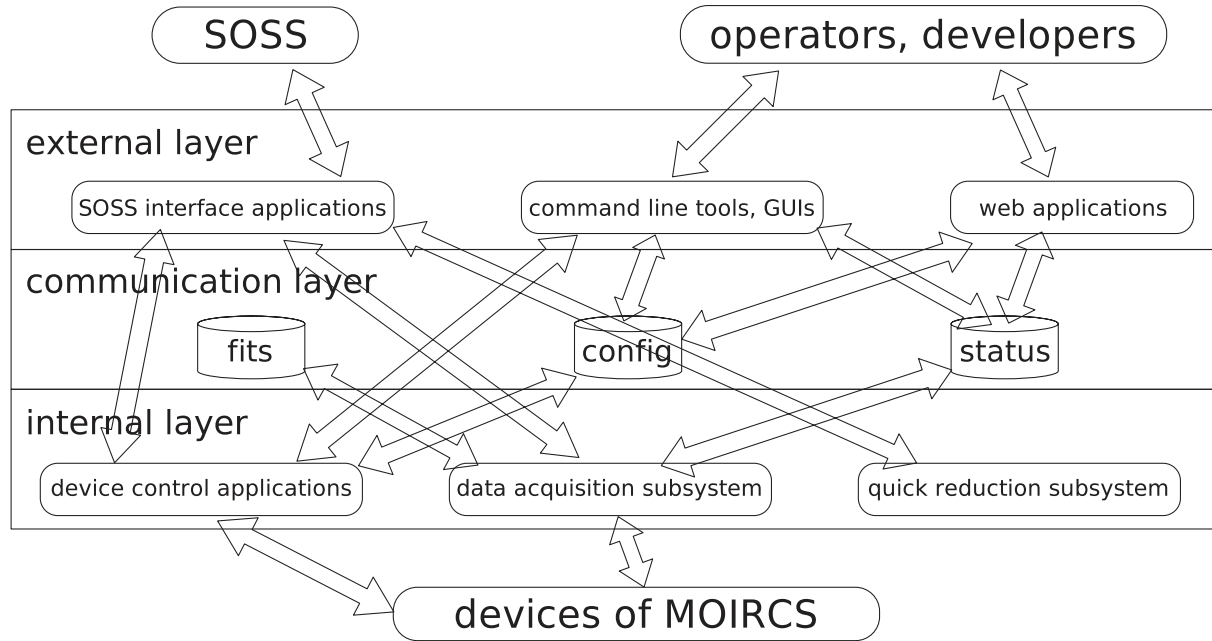 SOSS
operators, developers
external layer
SOSS interface applications
command line tools, GUIs
web applications
communication layer
fits
config
status
internal layer
device control applications
data acquisition subsystem
quick reduction subsystem
devices of MOIRCS